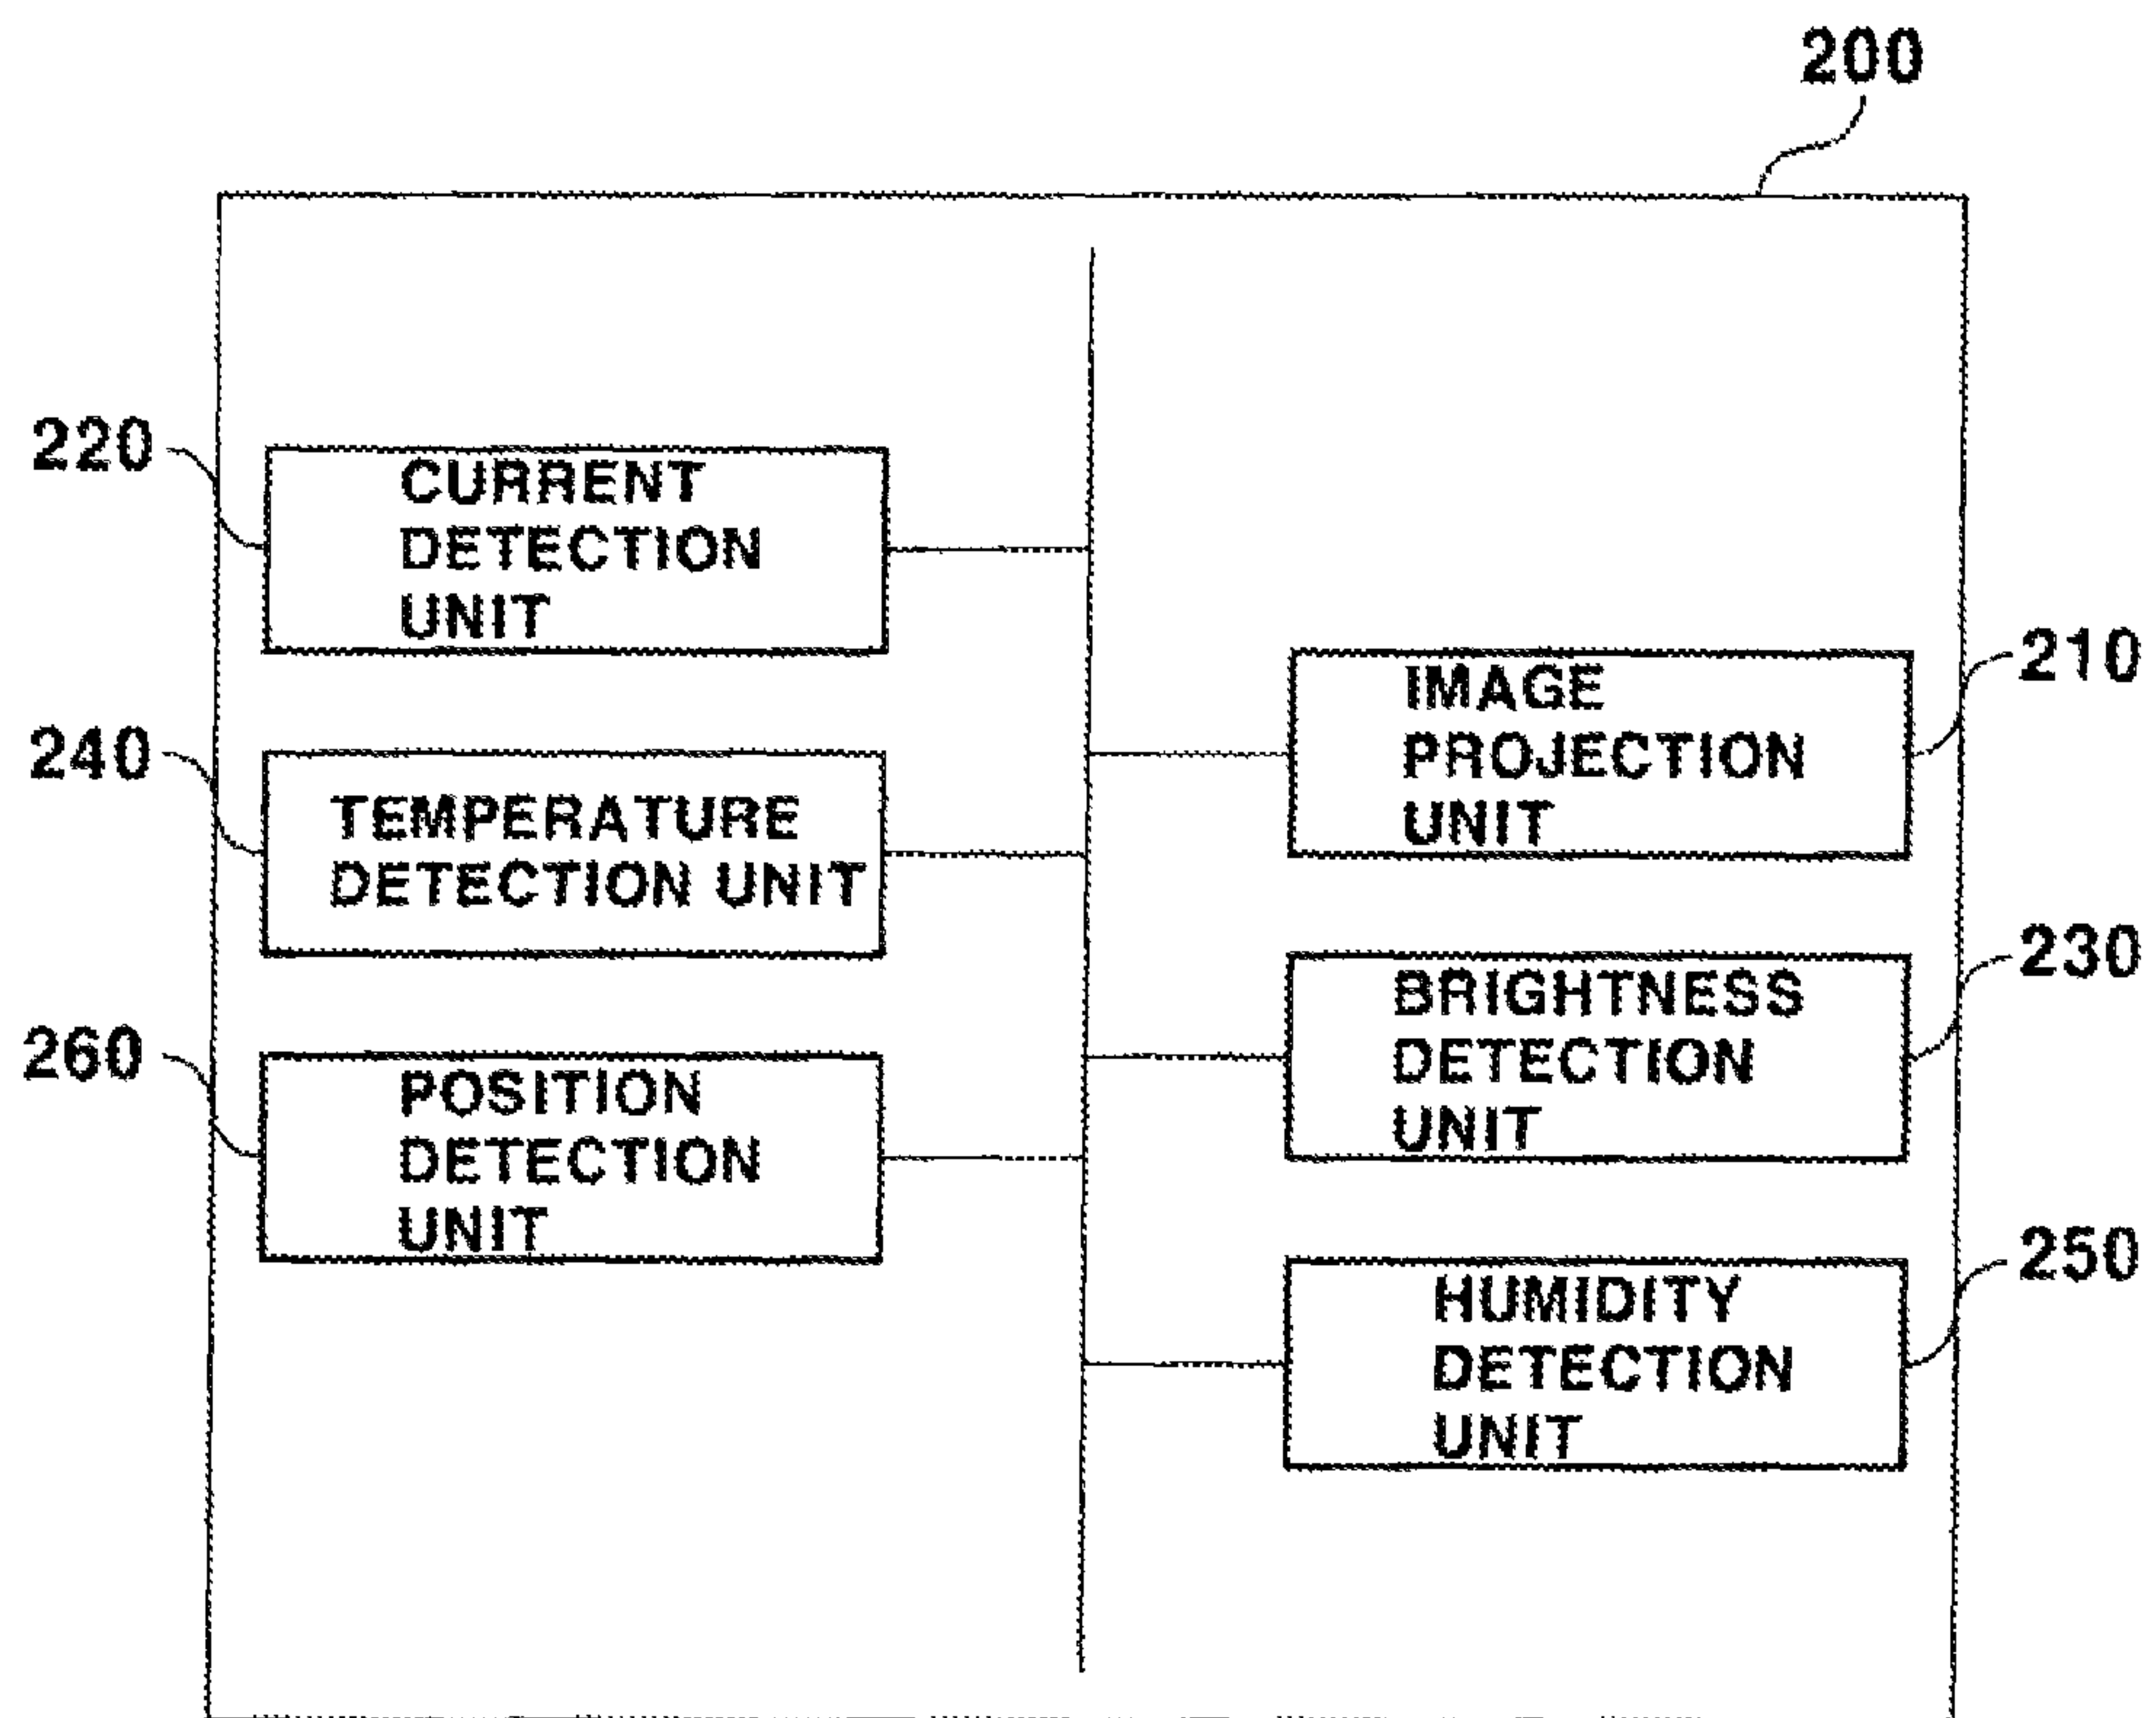 200
220
CURRENT
DETECTION
UNIT
210
IMAGE
PROJECTION
UNIT
240
TEMPERATURE
DETECTION UNIT
230
BRIGHTNESS
DETECTION
UNIT
260
POSITION
DETECTION
UNIT
250
HUMIDITY
DETECTION
UNIT